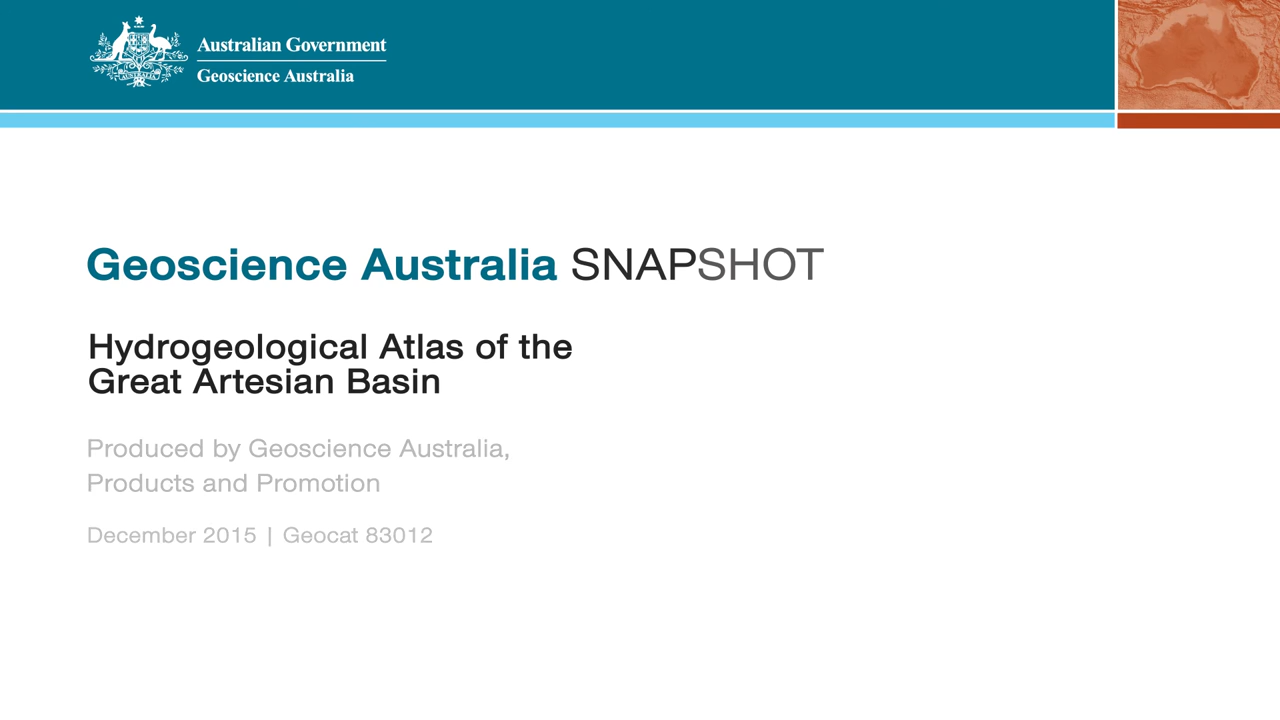 Australian Government
Geoscience Australia
Geoscience Australia SNAPSHOT
Hydrogeological Atlas of the
Great Artesian Basin
Produced by Geoscience Australia,
Products and Promotion
December 2015 | Geocat 83012